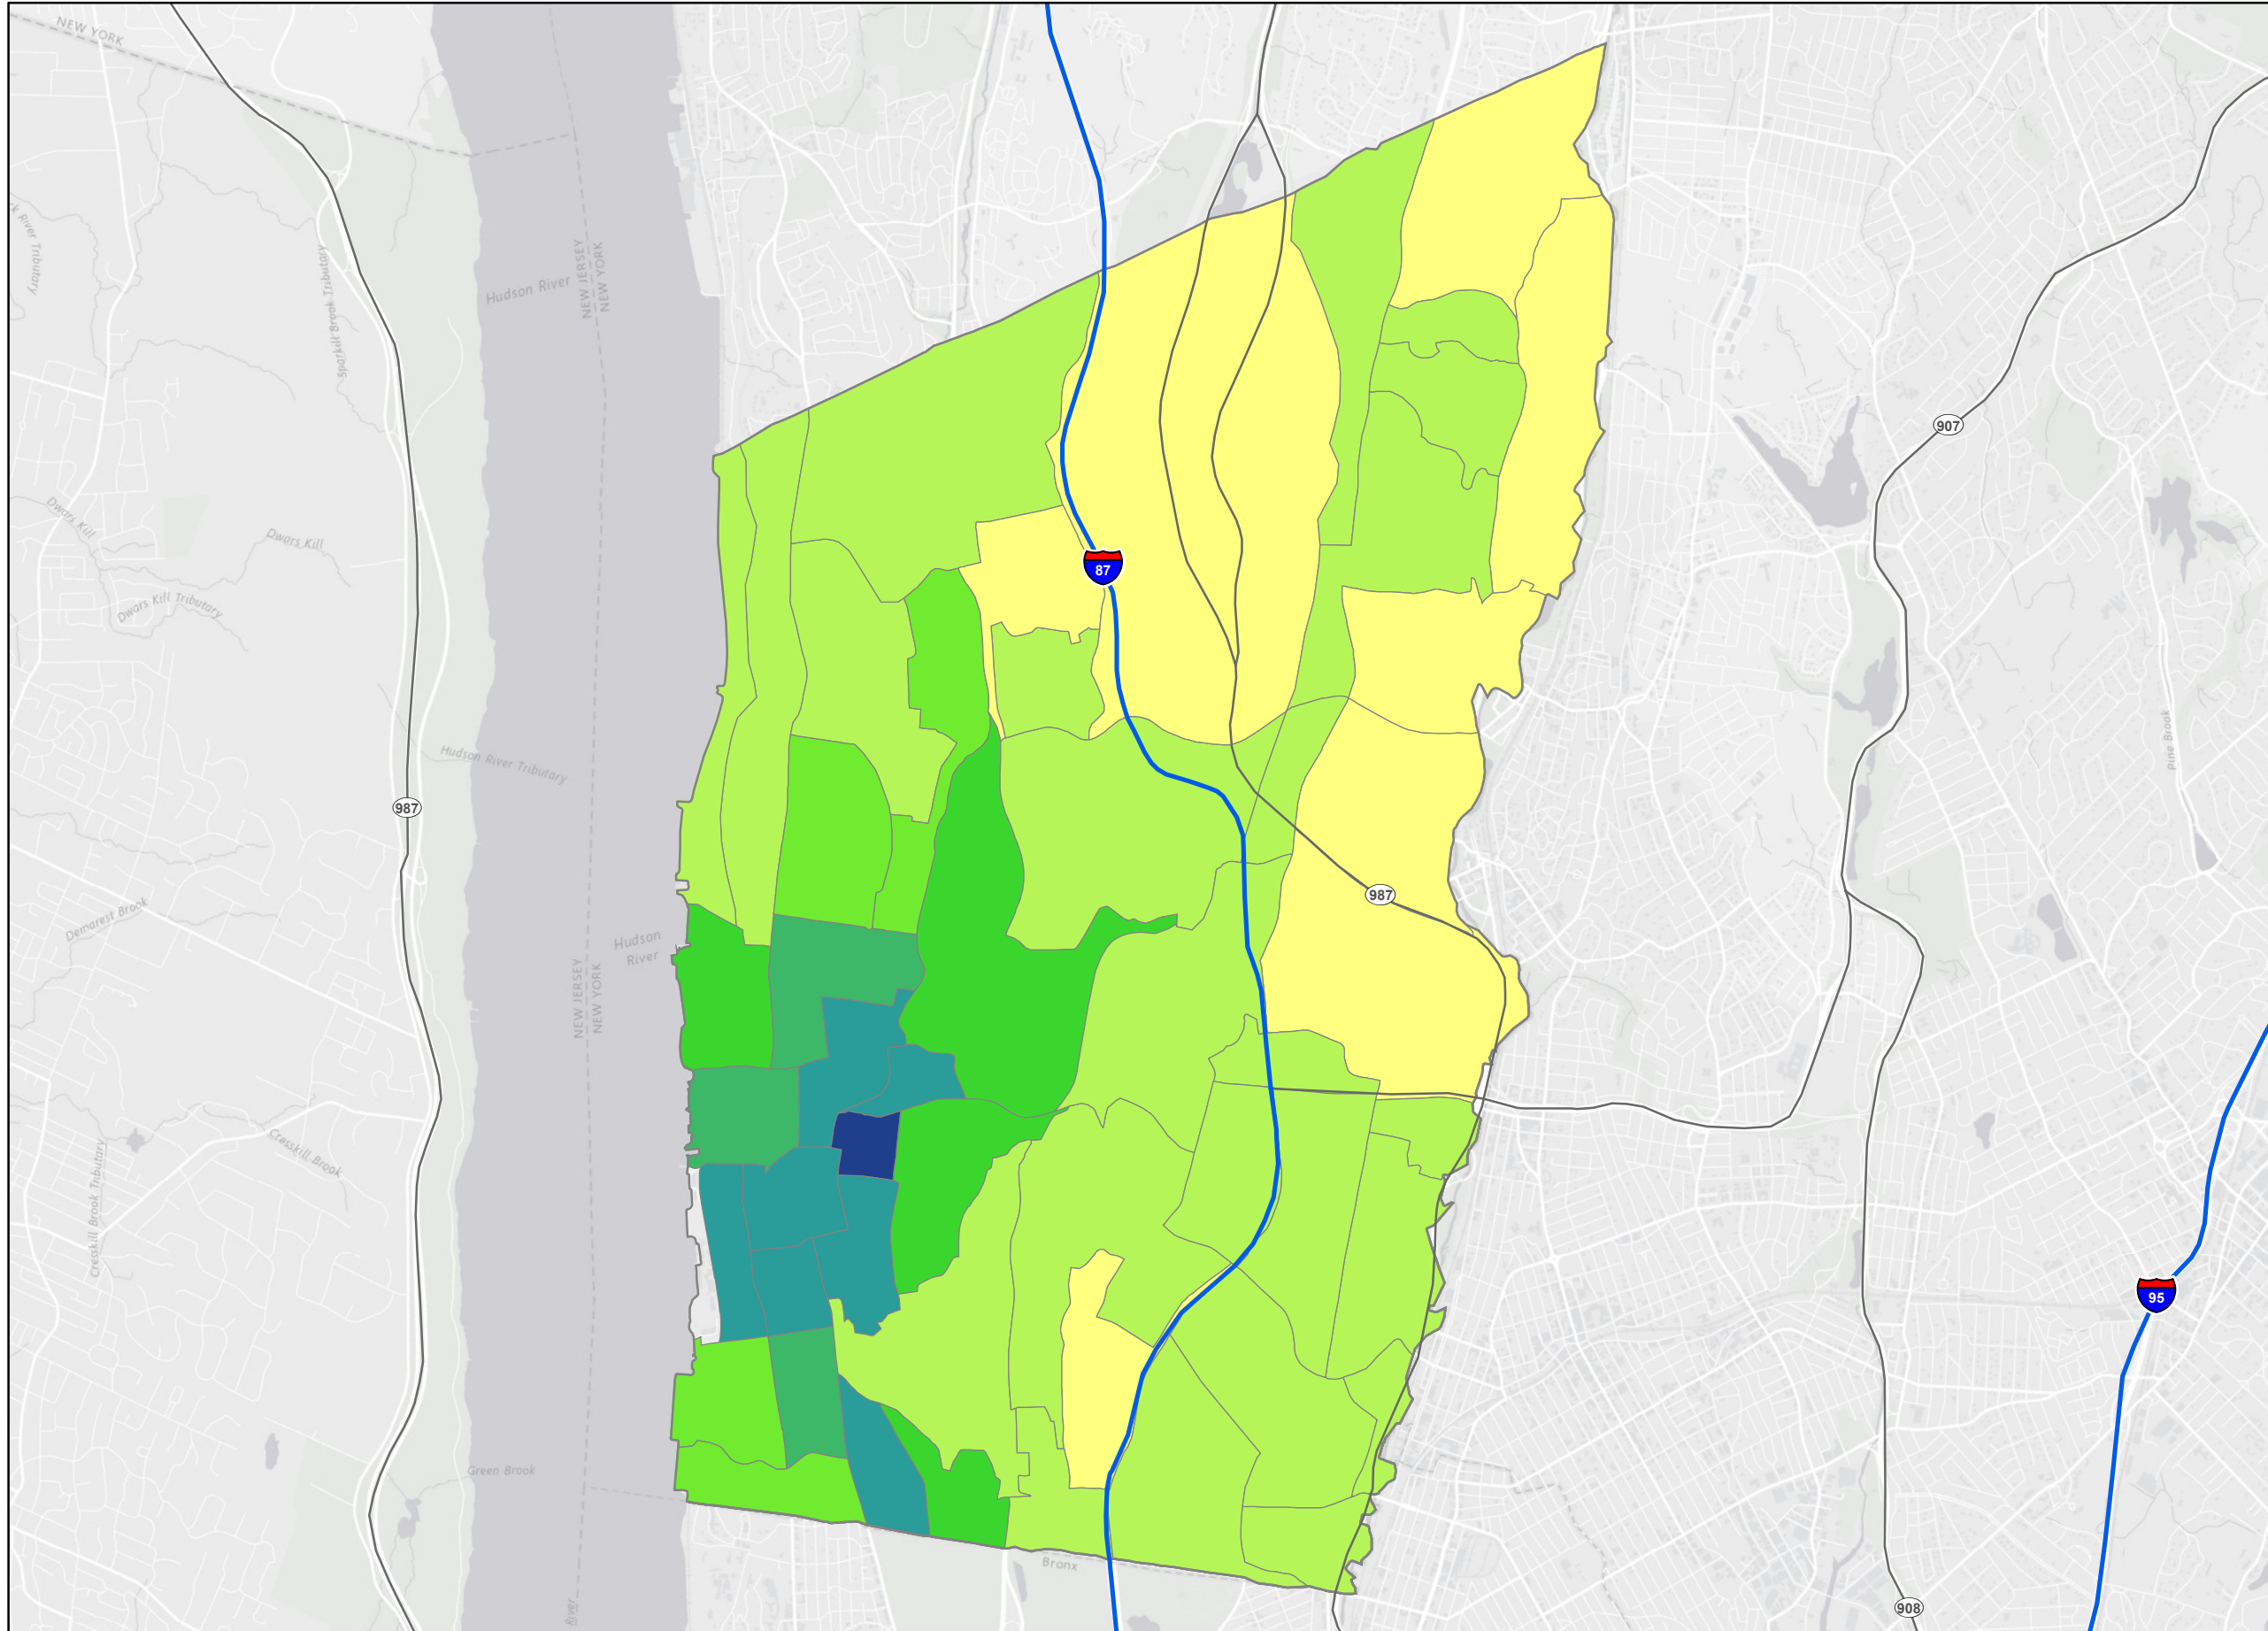 NEW YORK
Sparkill Brook Tributary
Hudson River
NEW JERSEY
NEW YORK
907
Dwars Kill
Dwars Kill
87
Dwars Kill Tributary
Hudson River Tributary
Pine Brook
987
987
Demarest Brook
Hudson
River
NEW JERSEY
NEW YORK
Cresskill Brook
Cresskill Brook Tributary
95
Green Brook
Bronx
River
908